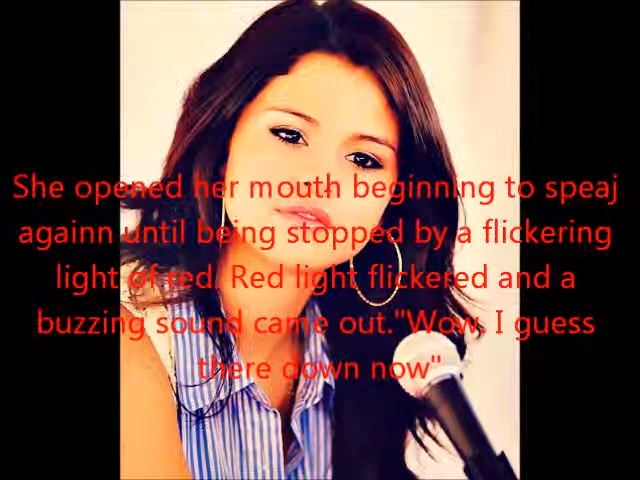 She opened her mouth beginning to speaj
againn until being stopped by a flickering
light of red. Red light flickered and a
buzzing sound came out."Wow, I guess
there down now"